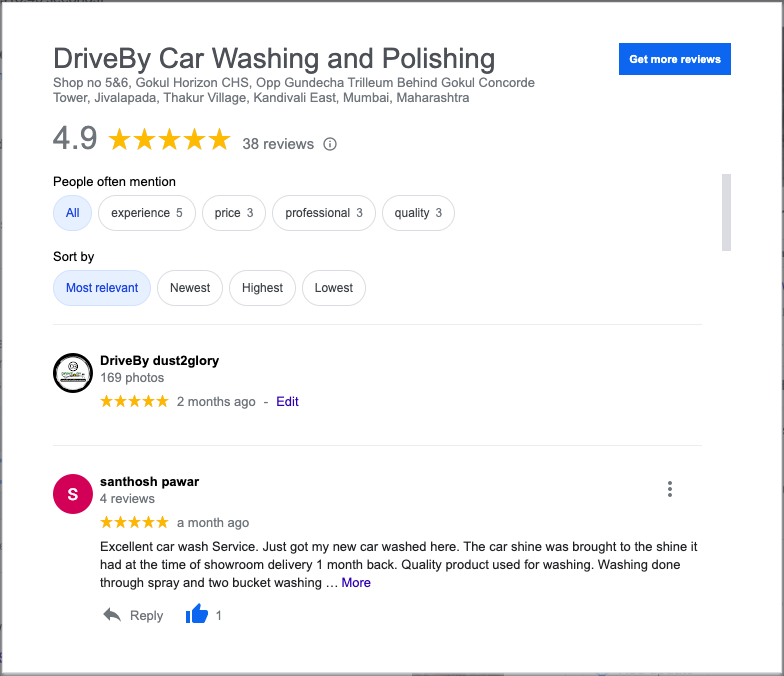 DriveBy Car Washing and Polishing
Get more reviews
Shop no 5&6, Gokul Horizon CHS, Opp Gundecha Trilleum Behind Gokul Concorde
Tower, Jivalapada, Thakur Village, Kandivali East, Mumbai, Maharashtra
4.9 38 reviews
People often mention
All experience 5 price 3 professional 3 quality 3
Sort by
Most relevant Newest Highest Lowest
DriveBy dust2glory
169 photos
2 months ago - Edit
S
santhosh pawar
4 reviews
a month ago
Excellent car wash Service. Just got my new car washed here. The car shine was brought to the shine it
had at the time of showroom delivery 1 month back. Quality product used for washing. Washing done
through spray and two bucket washing … More
Reply 1